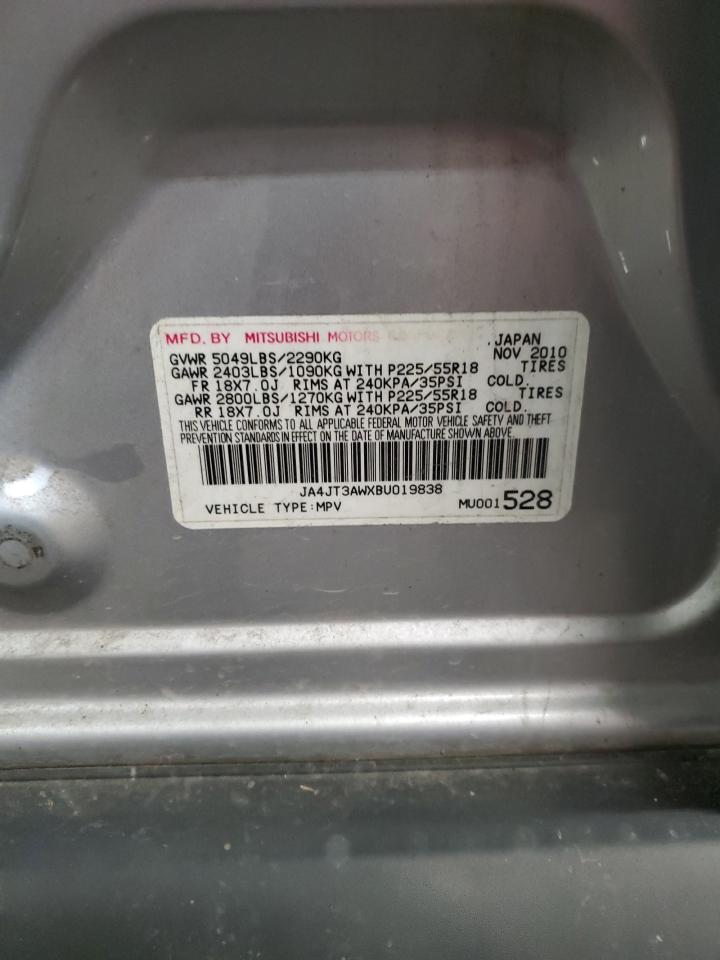 MFD. BY MITSUBISHI MOTORS JAPAN
GVWR 5049LBS/2290KG NOV 2010
GAWR 2403LBS/1090KG WITH P225/55R18 TIRES
FR 18X7.0J RIMS AT 240KPA/35PSI COLD.
GAWR 2800LBS/1270KG WITH P225/55R18 TIRES
RR 18X7.0J RIMS AT 240KPA/35PSI COLD.
THIS VEHICLE CONFORMS TO ALL APPLICABLE FEDERAL MOTOR VEHICLE SAFETY AND THEFT
PREVENTION STANDARDS IN EFFECT ON THE DATE OF MANUFACTURE SHOWN ABOVE.
JA4JT3AWXBU019838
VEHICLE TYPE:MPV MU001528